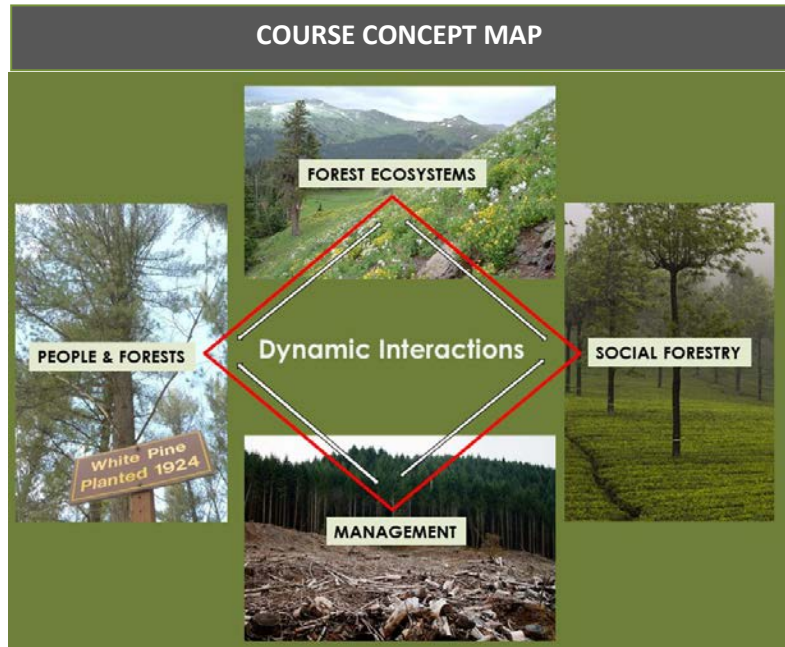 COURSE CONCEPT MAP
FOREST ECOSYSTEMS
PEOPLE & FORESTS
Dynamic Interactions
SOCIAL FORESTRY
White Pine
Planted 1924
MANAGEMENT